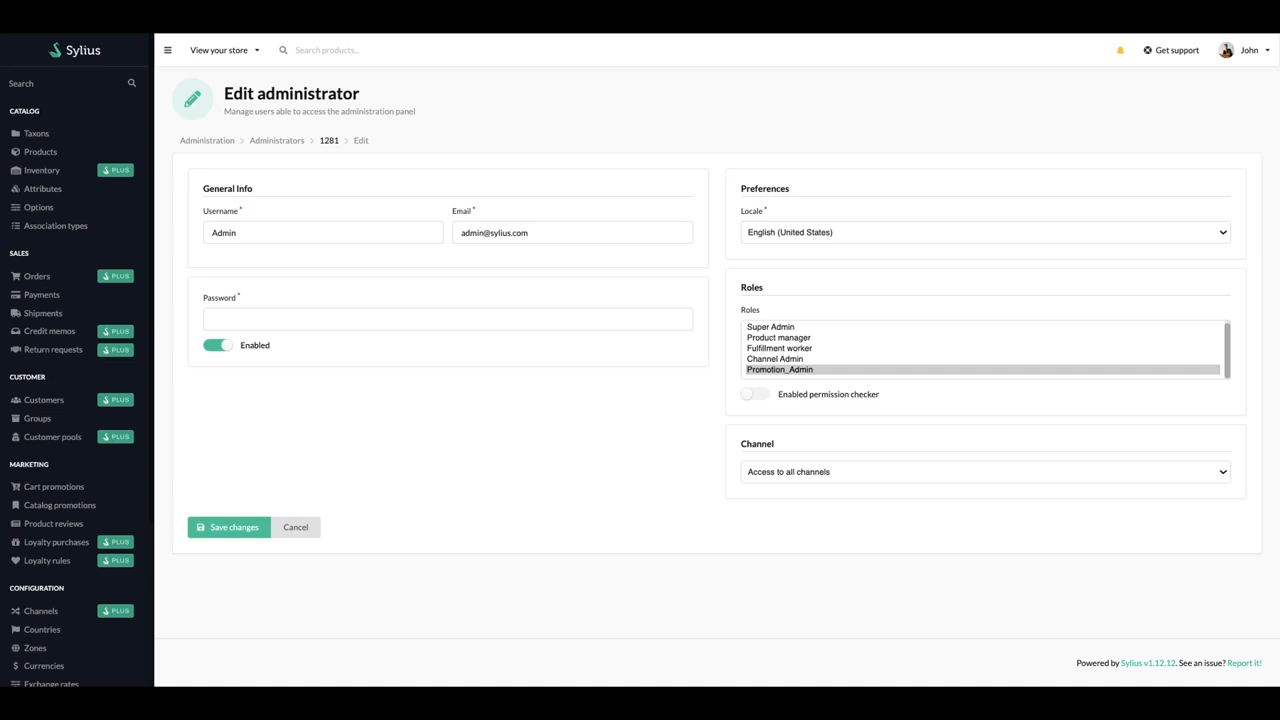 Sylius
View your store
Search products...
Get support
John
Search
CATALOG
Taxons
Products
Inventory PLUS
Attributes
Options
Association types
SALES
Orders PLUS
Payments
Shipments
Credit memos PLUS
Return requests PLUS
CUSTOMER
Customers PLUS
Groups
Customer pools PLUS
MARKETING
Cart promotions
Catalog promotions
Product reviews
Loyalty purchases PLUS
Loyalty rules PLUS
CONFIGURATION
Channels PLUS
Countries
Zones
Currencies
Exchange rates
Edit administrator
Manage users able to access the administration panel
Administration > Administrators > 1281 > Edit
General Info
Username * Email *
Admin admin@sylius.com
Password *
Enabled
Preferences
Locale *
English (United States)
Roles
Roles
Super Admin
Product manager
Fulfillment worker
Channel Admin
Promotion_Admin
Enabled permission checker
Channel
Access to all channels
Save changes Cancel
Powered by Sylius v1.12.12. See an issue? Report it!